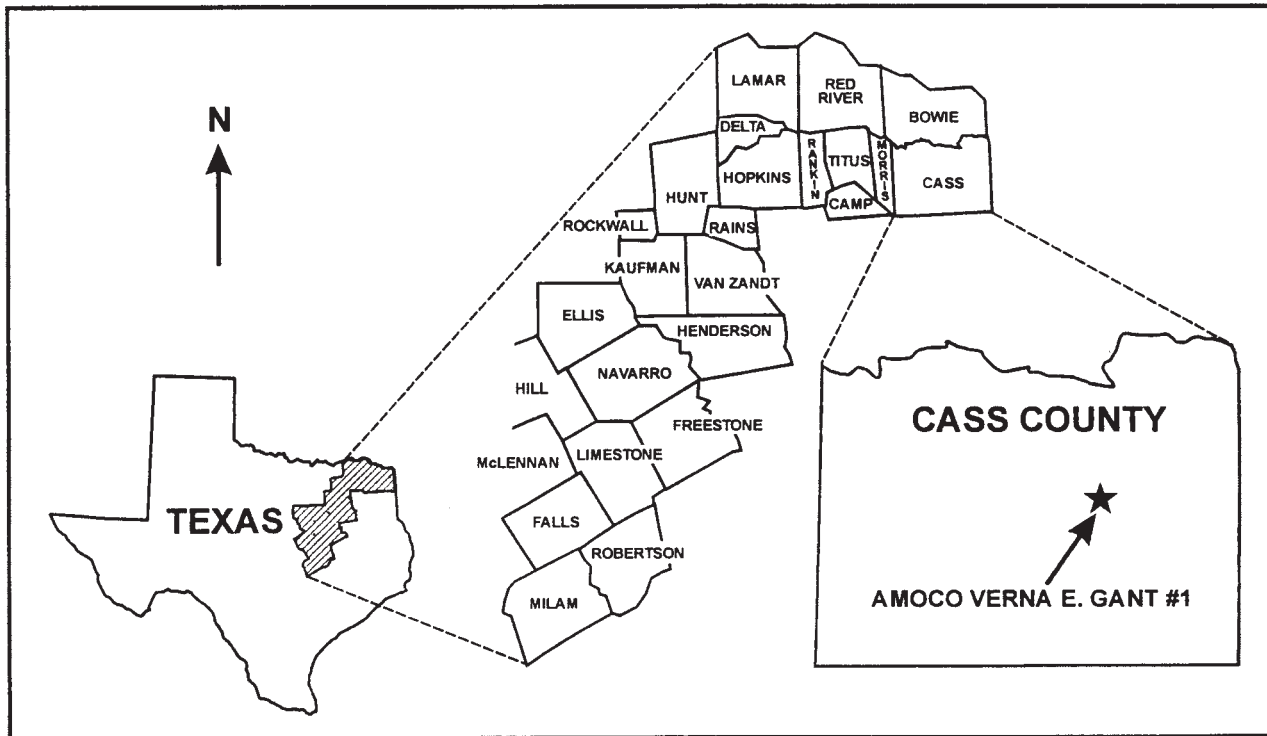 N
TEXAS
LAMAR
RED
RIVER
BOWIE
DELTA
HOPKINS
RANKIN
TITUS
MORRIS
CASS
CAMP
HUNT
ROCKWALL
RAINS
KAUFMAN
VAN ZANDT
ELLIS
HENDERSON
NAVARRO
HILL
FREESTONE
McLENNAN
LIMESTONE
FALLS
ROBERTSON
MILAM
CASS COUNTY
AMOCO VERNA E. GANT #1